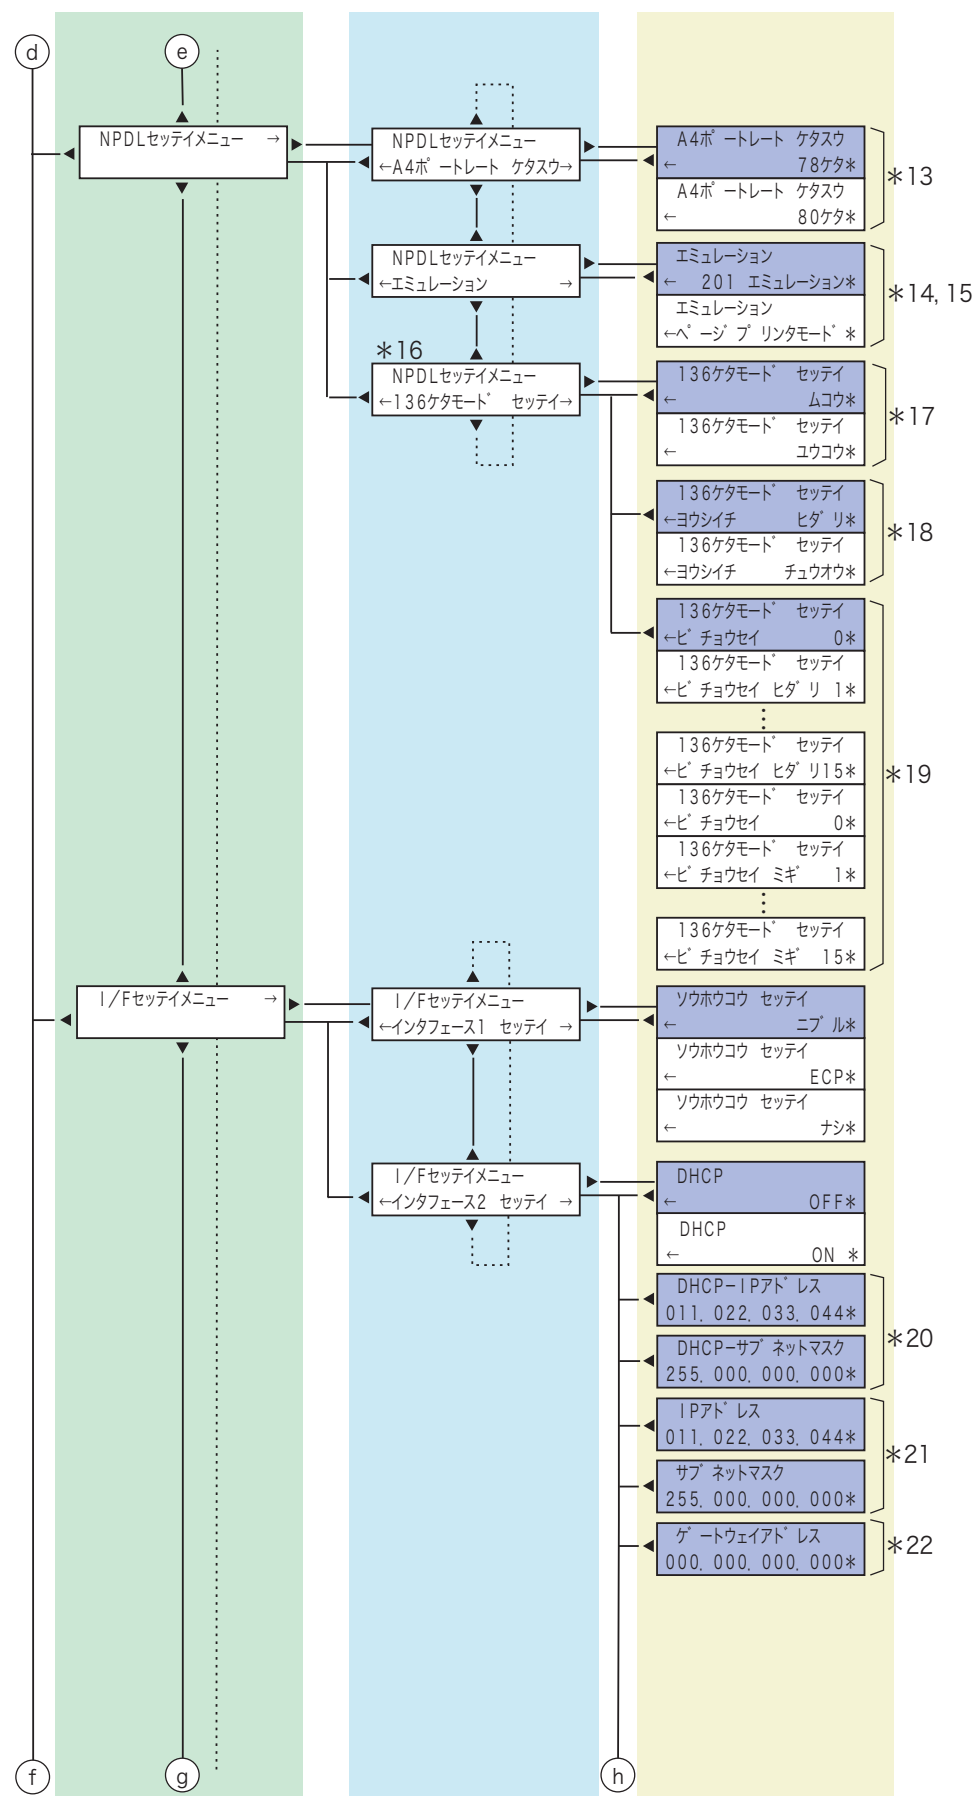 d
e
NPDLセッテイメニュー →
NPDLセッテイメニュー
←A4ポートレート ケタスウ→
A4ポートレート ケタスウ
← 78ケタ*
A4ポートレート ケタスウ
← 80ケタ*
*13
NPDLセッテイメニュー
←エミュレーション →
エミュレーション
← 201 エミュレーション*
エミュレーション
←ページプリンタモード*
*14, 15
*16
NPDLセッテイメニュー
←136ケタモード セッテイ→
136ケタモード セッテイ
← ムコウ*
136ケタモード セッテイ
← ユウコウ*
*17
136ケタモード セッテイ
←ヨウシイチ ヒダリ*
136ケタモード セッテイ
←ヨウシイチ チュウオウ*
*18
136ケタモード セッテイ
←ビチョウセイ 0*
136ケタモード セッテイ
←ビチョウセイ ヒダリ 1*
136ケタモード セッテイ
←ビチョウセイ ヒダリ15*
136ケタモード セッテイ
←ビチョウセイ 0*
136ケタモード セッテイ
←ビチョウセイ ミギ 1*
136ケタモード セッテイ
←ビチョウセイ ミギ 15*
*19
I/Fセッテイメニュー →
I/Fセッテイメニュー
←インタフェース1 セッテイ →
ソウホウコウ セッテイ
← ニブル*
ソウホウコウ セッテイ
← ECP*
ソウホウコウ セッテイ
← ナシ*
I/Fセッテイメニュー
←インタフェース2 セッテイ →
DHCP
← OFF*
DHCP
← ON *
DHCP-IPアドレス
011.022.033.044*
DHCP-サブネットマスク
255.000.000.000*
*20
IPアドレス
011.022.033.044*
サブネットマスク
255.000.000.000*
*21
ゲートウェイアドレス
000.000.000.000*
*22
f
g
h